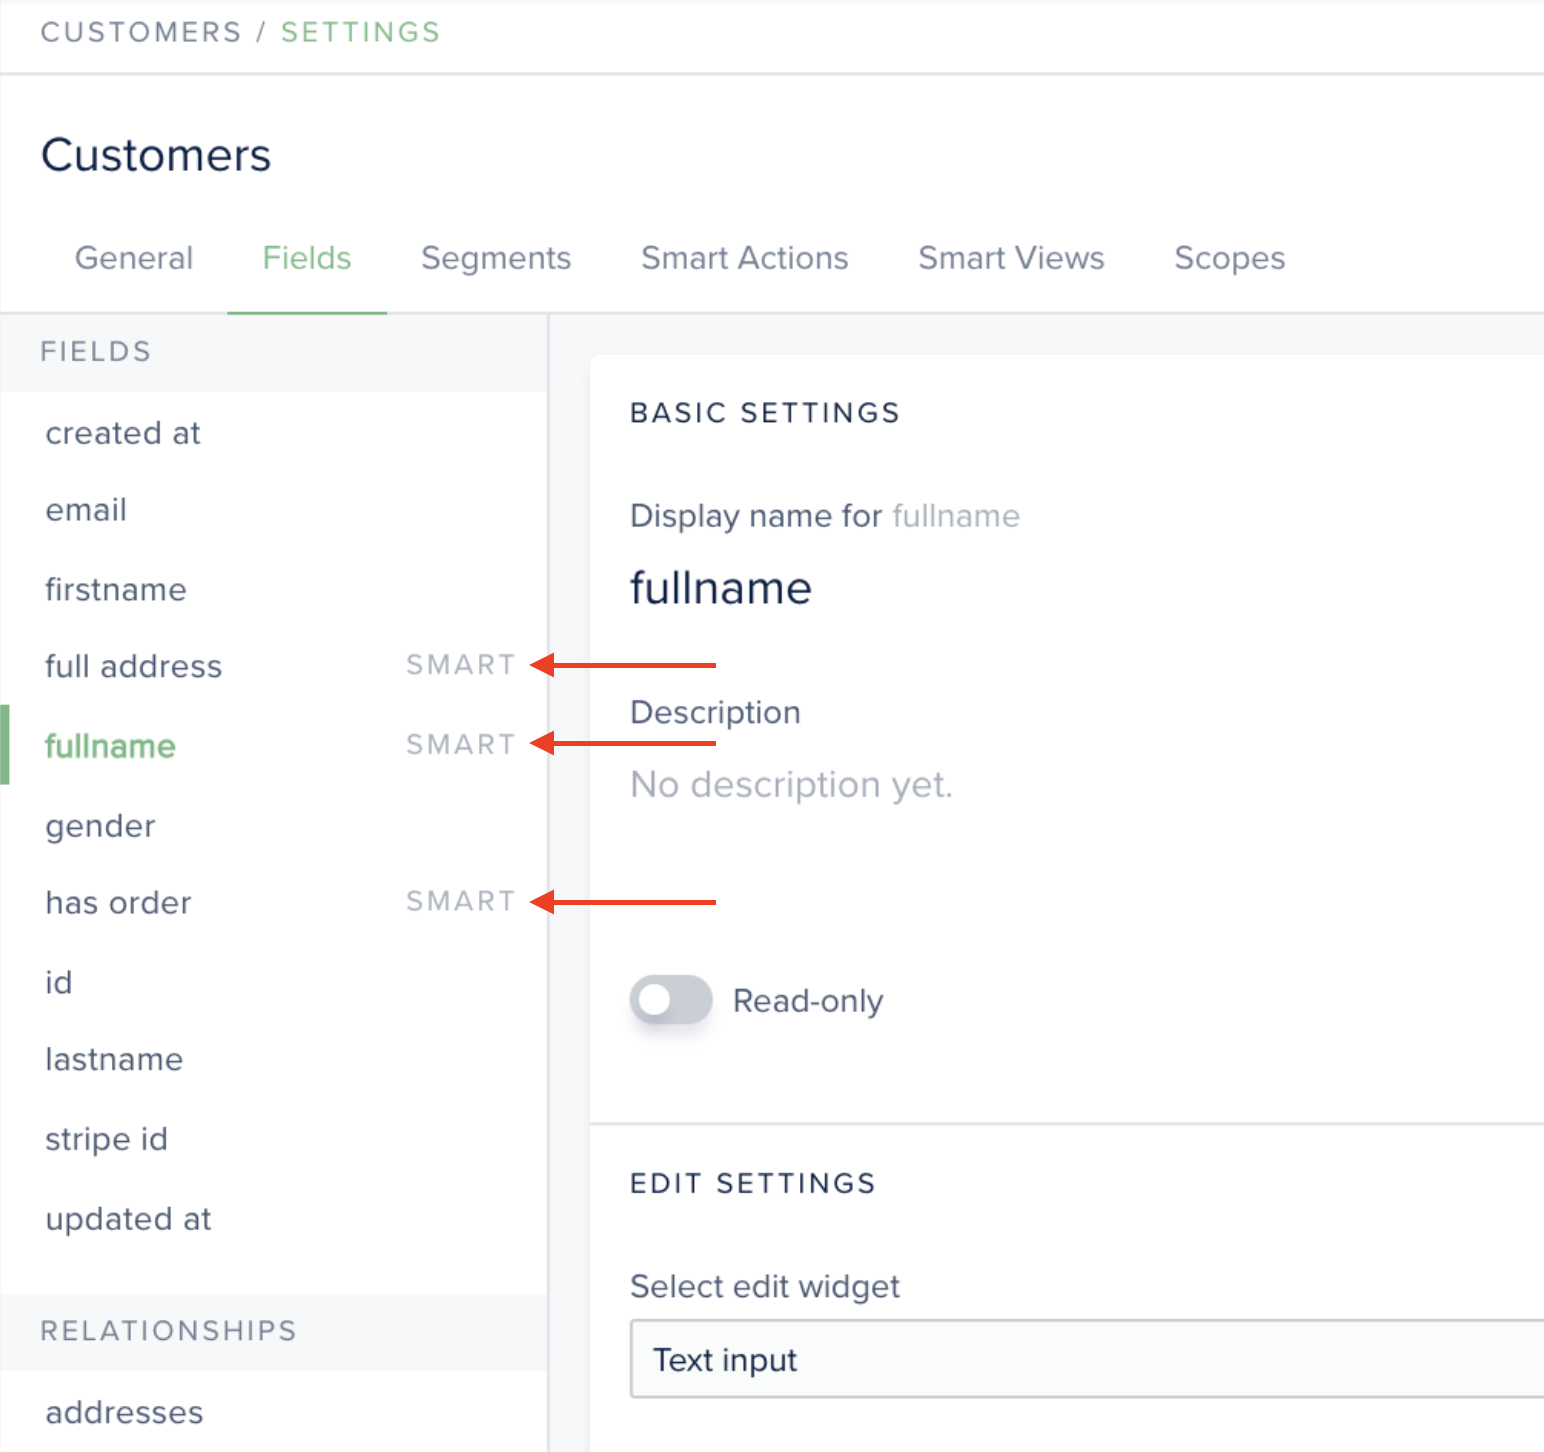 CUSTOMERS / SETTINGS
Customers
General Fields Segments Smart Actions Smart Views Scopes
FIELDS
created at
email
firstname
full address SMART
fullname SMART
gender
has order SMART
id
lastname
stripe id
updated at
RELATIONSHIPS
addresses
BASIC SETTINGS
Display name for fullname
fullname
Description
No description yet.
Read-only
EDIT SETTINGS
Select edit widget
Text input